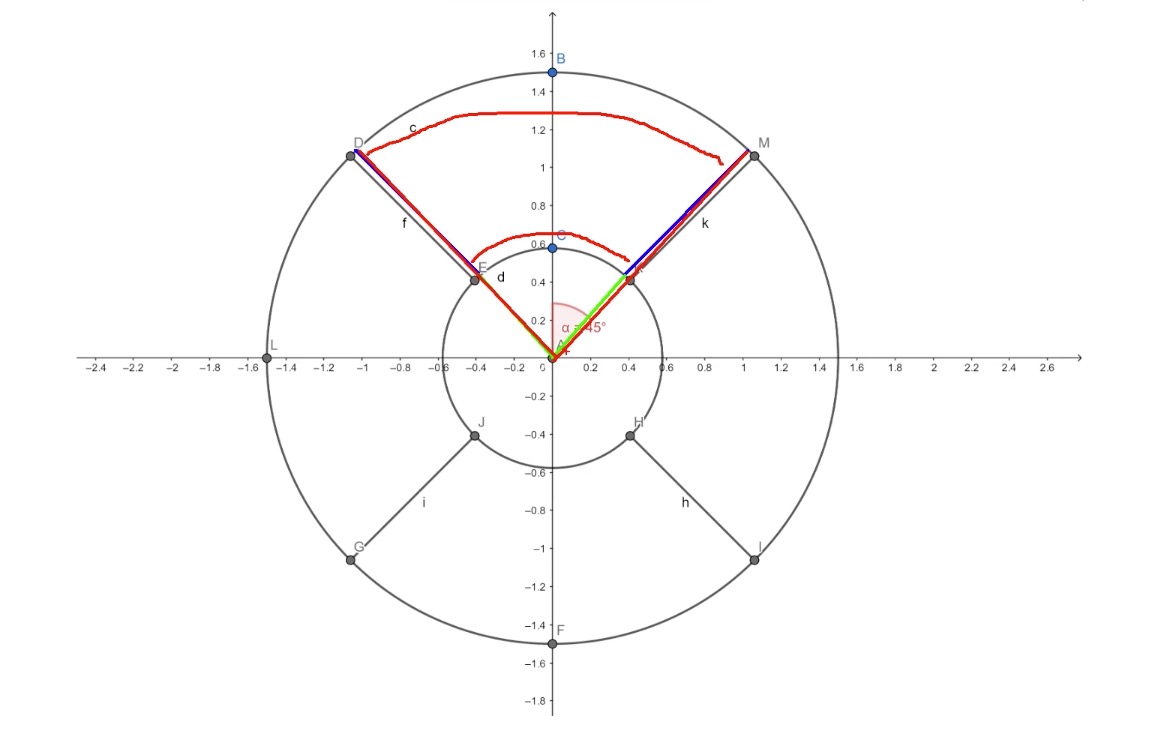 1.6
B
1.4
c
1.2
D
M
1
0.8
f
k
0.6
C
E
d
0.4
0.2
α = 45°
A
L
−2.4 −2.2 −2 −1.8 −1.6 −1.4 −1.2 −1 −0.8 −0.6 −0.4 −0.2 0 0.2 0.4 0.6 0.8 1 1.2 1.4 1.6 1.8 2 2.2 2.4 2.6
−0.2
J
H
−0.4
−0.6
i
h
−0.8
G
−1
I
−1.2
−1.4
F
−1.6
−1.8